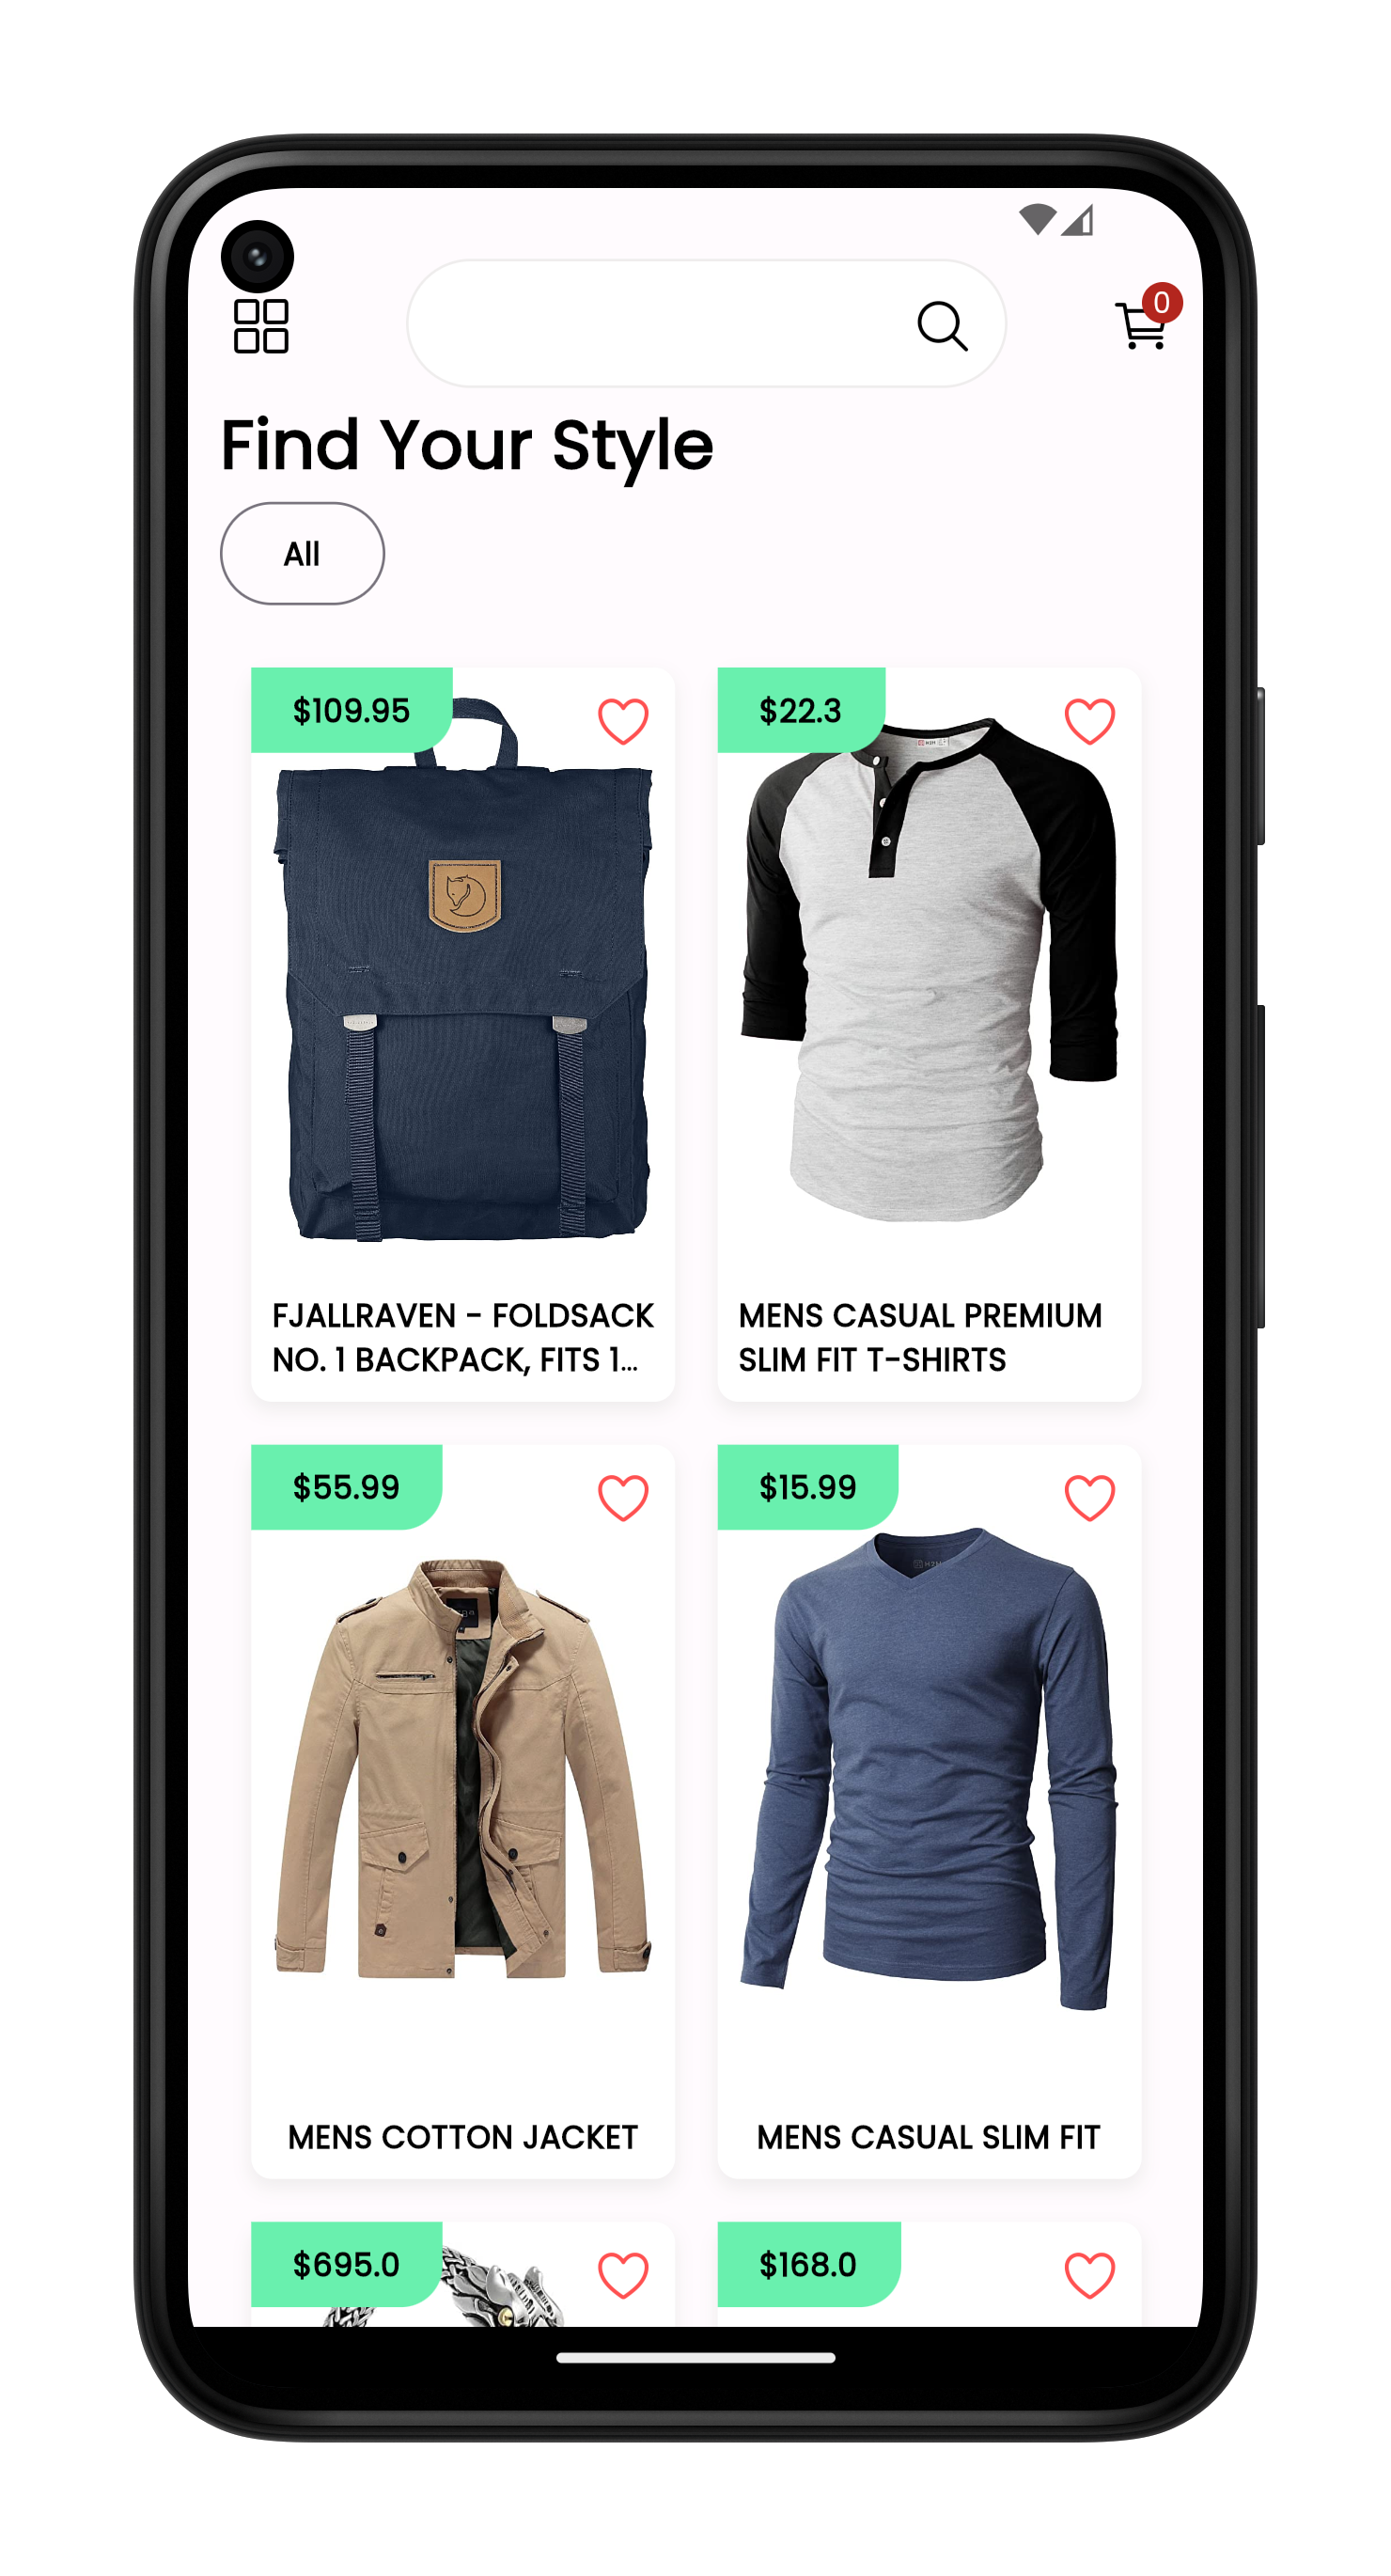 0
Find Your Style
All
$109.95
$22.3
FJALLRAVEN - FOLDSACK
NO. 1 BACKPACK, FITS 1...
MENS CASUAL PREMIUM
SLIM FIT T-SHIRTS
$55.99
$15.99
MENS COTTON JACKET
MENS CASUAL SLIM FIT
$695.0
$168.0